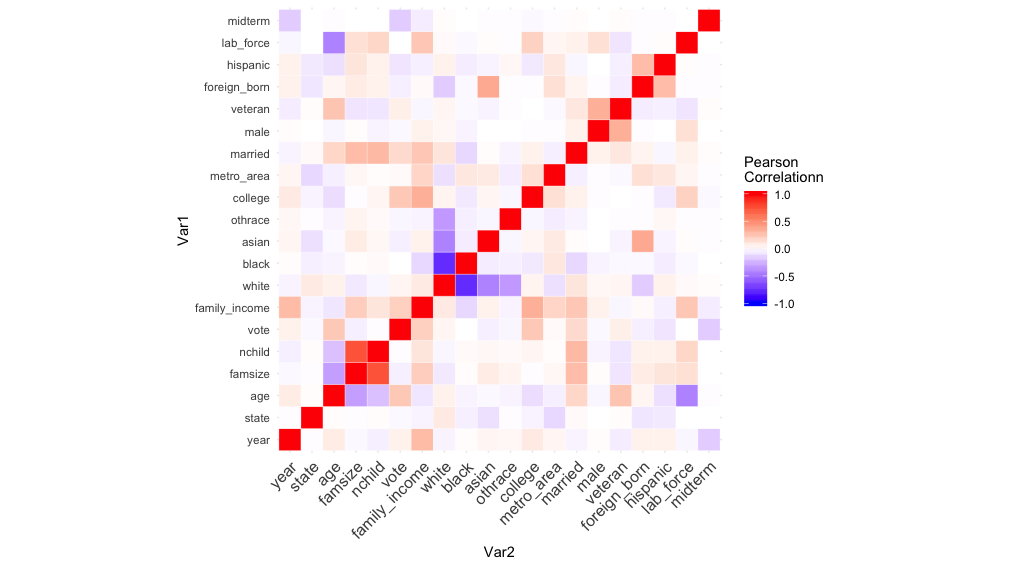 midterm
lab_force
hispanic
foreign_born
veteran
male
married
metro_area
college
othrace
asian
black
white
family_income
vote
nchild
famsize
age
state
year
Var1
year
state
age
famsize
nchild
vote
family_income
white
black
asian
othrace
college
metro_area
married
male
veteran
foreign_born
hispanic
lab_force
midterm
Var2
Pearson
Correlationn
1.0
0.5
0.0
-0.5
-1.0